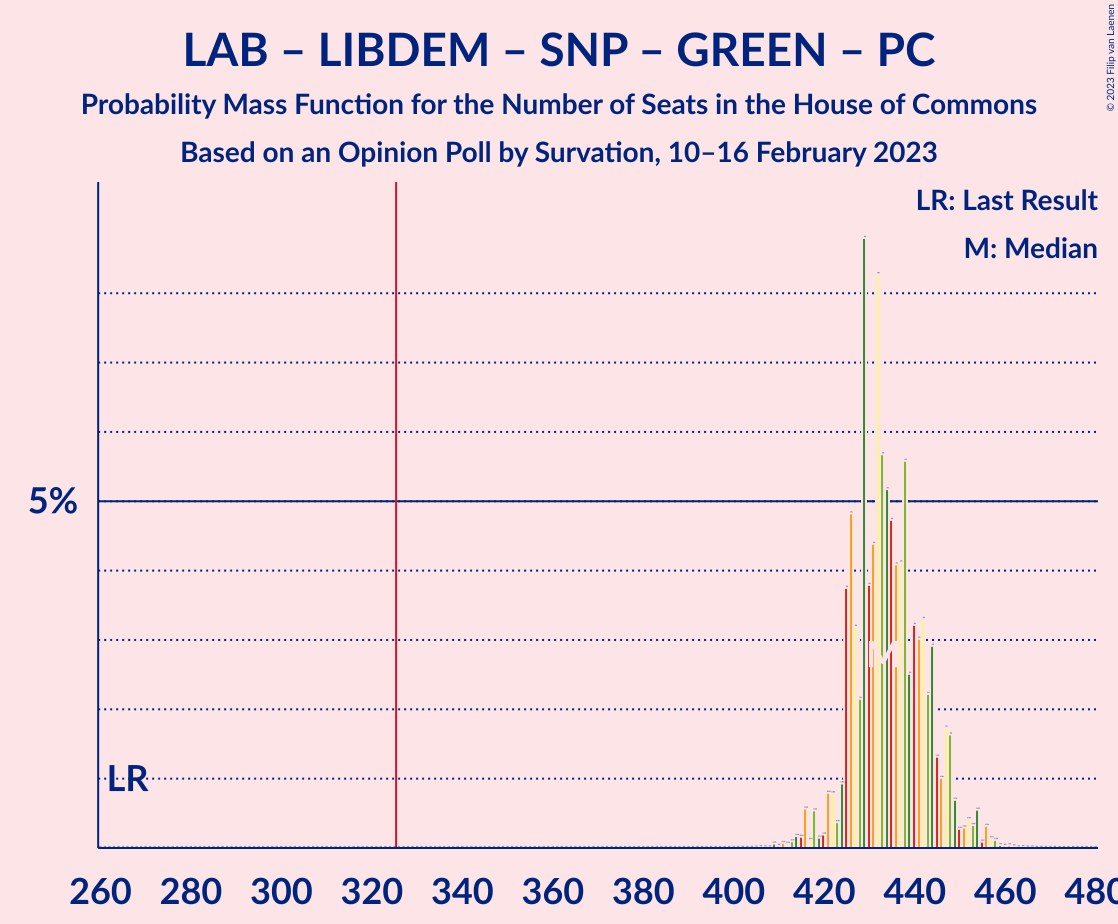 LAB – LIBDEM – SNP – GREEN – PC
Probability Mass Function for the Number of Seats in the House of Commons
Based on an Opinion Poll by Survation, 10–16 February 2023
© 2023 Filip van Laenen
LR: Last Result
M: Median
5%
LR
M
260 280 300 320 340 360 380 400 420 440 460 480